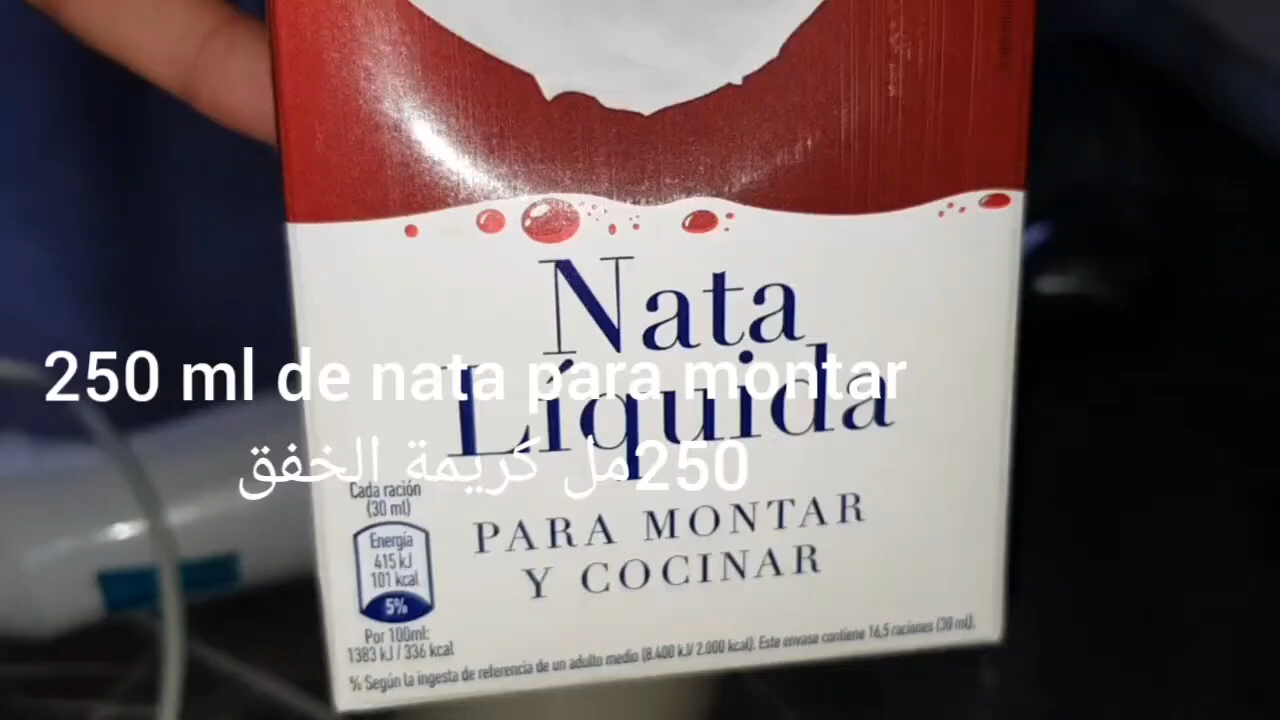 Nata
Líquida
250 ml de nata para montar
250مل كريمة الخفق
PARA MONTAR
Y COCINAR
Cada ración
(30 ml)
Energía
415 kJ
101 kcal
5%
Por 100ml:
1383 kJ / 336 kcal
% Según la ingesta de referencia de un adulto medio (8.400 kJ/ 2.000 kcal). Este envase contiene 16,5 raciones (30 ml).